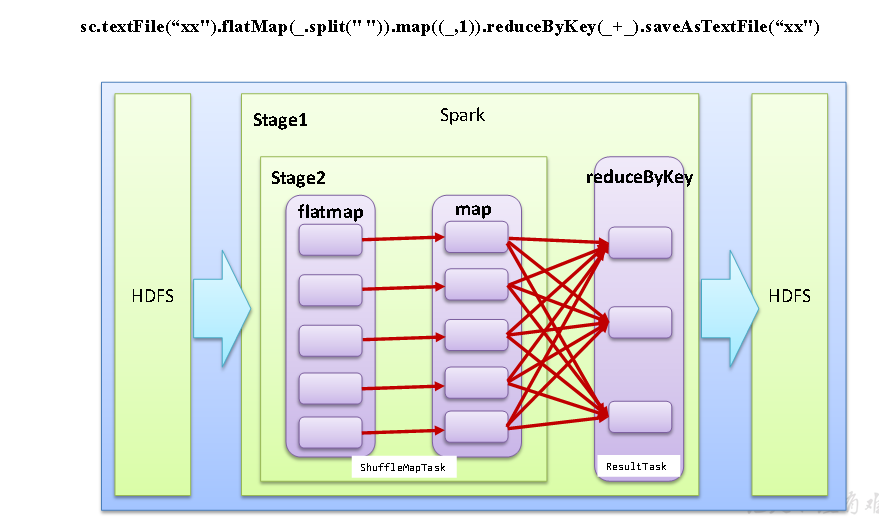 sc.textFile(“xx").flatMap(_.split(" ")).map((_,1)).reduceByKey(_+_).saveAsTextFile(“xx")
Stage1
Spark
Stage2
reduceByKey
flatmap
map
HDFS
HDFS
ShuffleMapTask
ResultTask